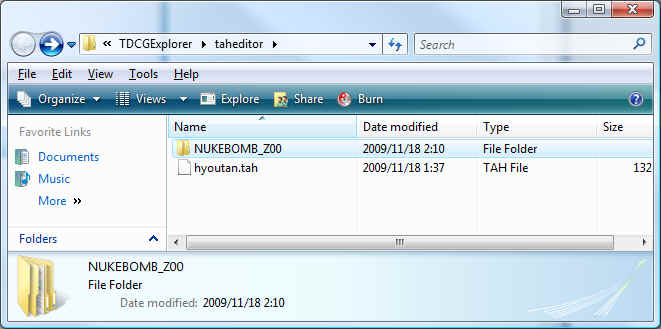 « TDCGExplorer ▸ taheditor ▸ Search
File Edit View Tools Help
Organize Views Explore Share Burn
Favorite Links
Documents
Music
More »
Folders
Name Date modified Type Size
NUKEBOMB_Z00 2009/11/18 2:10 File Folder
hyoutan.tah 2009/11/18 1:37 TAH File 132
NUKEBOMB_Z00
File Folder
Date modified: 2009/11/18 2:10